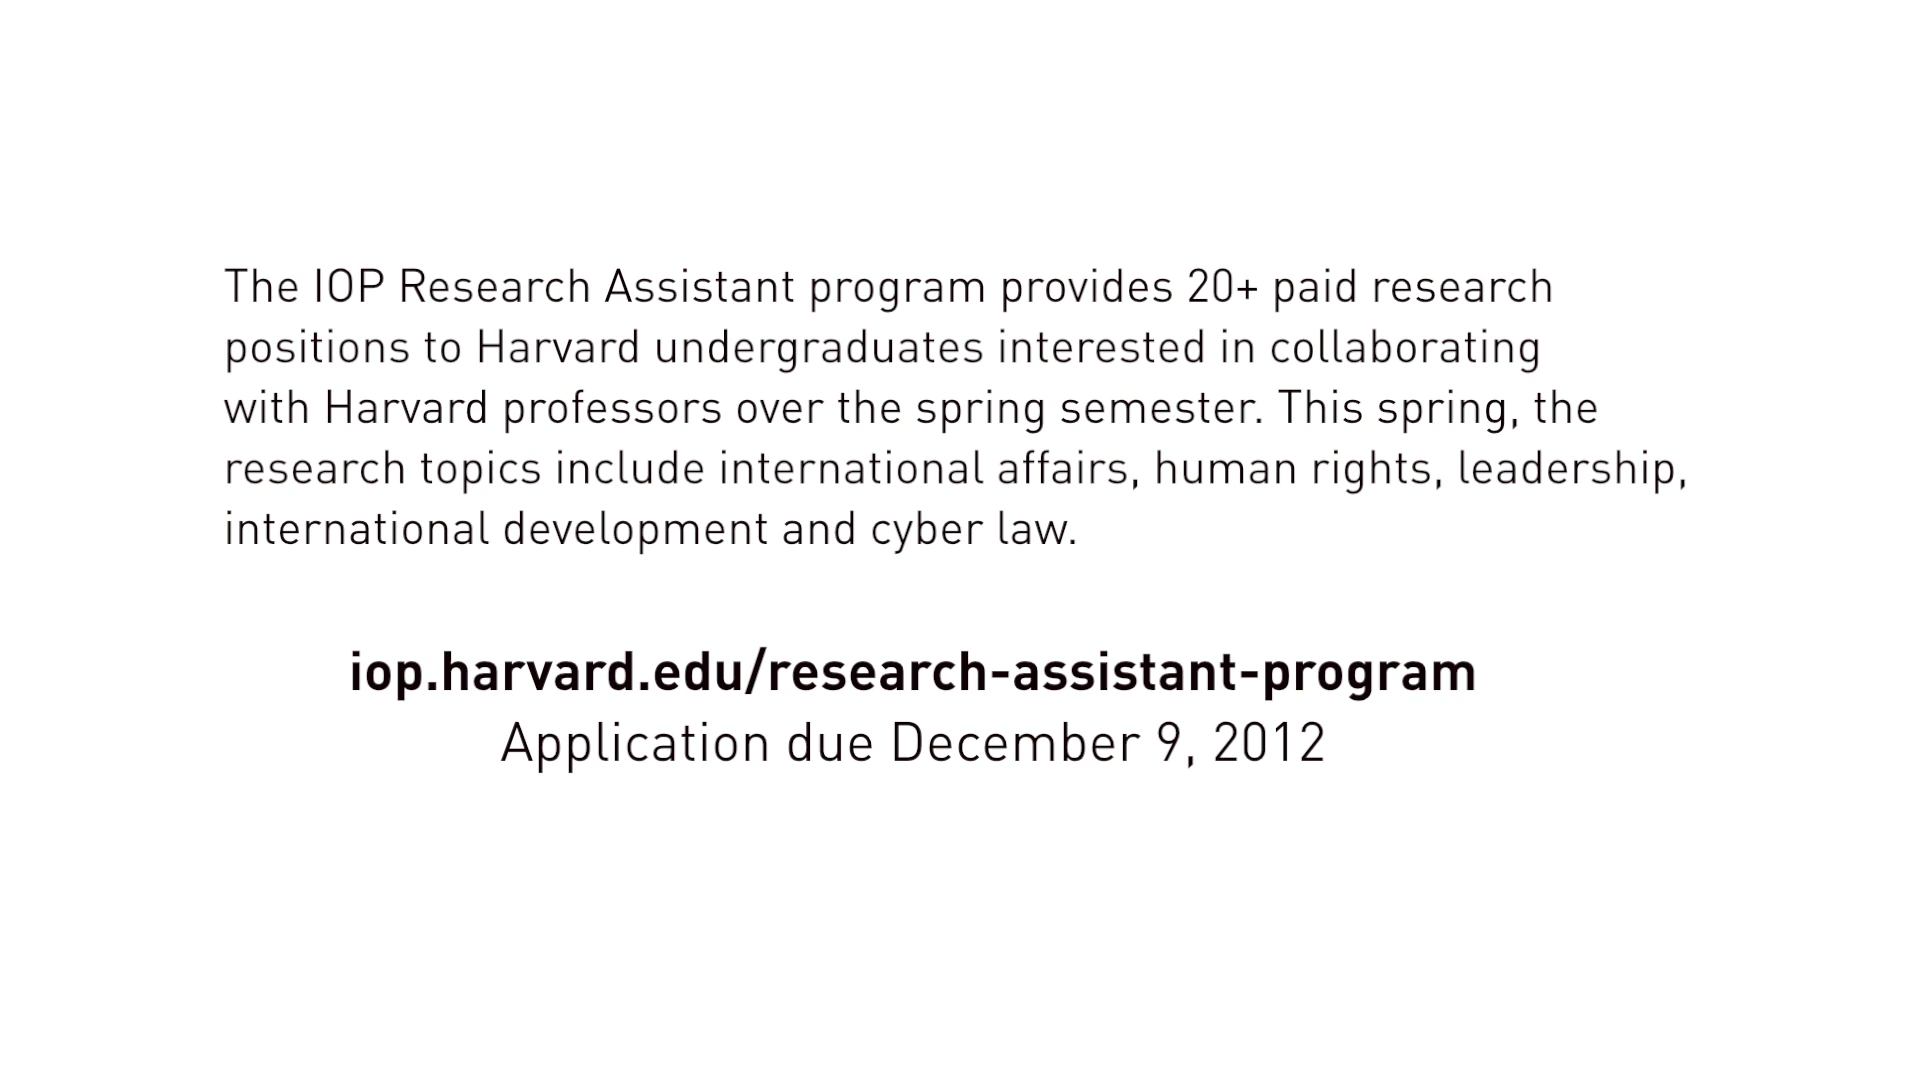 The IOP Research Assistant program provides 20+ paid research
positions to Harvard undergraduates interested in collaborating
with Harvard professors over the spring semester. This spring, the
research topics include international affairs, human rights, leadership,
international development and cyber law.
iop.harvard.edu/research-assistant-program
Application due December 9, 2012